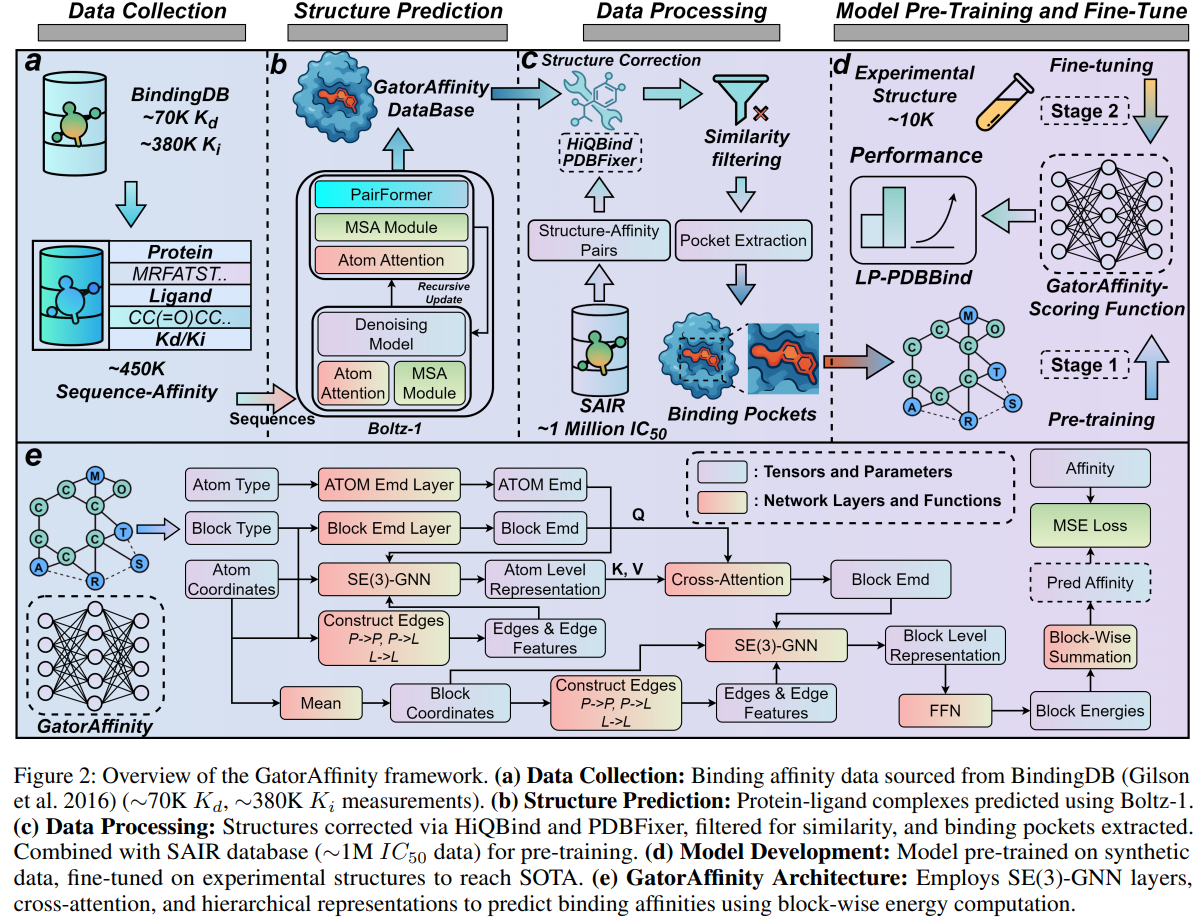 Data Collection
Structure Prediction
Data Processing
Model Pre-Training and Fine-Tune
a
BindingDB
~70K Kd
~380K Ki
Protein
MRFATST..
Ligand
CC(=O)CC..
Kd/Ki
~450K
Sequence-Affinity
Sequences
b
GatorAffinity
DataBase
PairFormer
MSA Module
Atom Attention
Recursive
Update
Denoising
Model
Atom
Attention
MSA
Module
Boltz-1
c
Structure Correction
HiQBind
PDBFixer
Similarity
filtering
Structure-Affinity
Pairs
Pocket Extraction
SAIR
~1 Million IC50
Binding Pockets
d
Experimental
Structure
~10K
Fine-tuning
Stage 2
Performance
LP-PDBBind
GatorAffinity-
Scoring Function
Stage 1
Pre-training
M
C
O
C
C
C
T
C
C
A
R
S
e
M
C
O
C
C
C
T
C
C
A
R
S
GatorAffinity
Atom Type
ATOM Emd Layer
ATOM Emd
Block Type
Block Emd Layer
Block Emd
Q
Atom
Coordinates
SE(3)-GNN
Atom Level
Representation
K, V
Cross-Attention
Block Emd
Construct Edges
P->P, P->L
L->L
Edges & Edge
Features
SE(3)-GNN
Block Level
Representation
Mean
Block
Coordinates
Construct Edges
P->P, P->L
L->L
Edges & Edge
Features
FFN
Block Energies
Block-Wise
Summation
Pred Affinity
MSE Loss
Affinity
: Tensors and Parameters
: Network Layers and Functions
Figure 2: Overview of the GatorAffinity framework. (a) Data Collection: Binding affinity data sourced from BindingDB (Gilson
et al. 2016) (∼70K Kd, ∼380K Ki measurements). (b) Structure Prediction: Protein-ligand complexes predicted using Boltz-1.
(c) Data Processing: Structures corrected via HiQBind and PDBFixer, filtered for similarity, and binding pockets extracted.
Combined with SAIR database (∼1M IC50 data) for pre-training. (d) Model Development: Model pre-trained on synthetic
data, fine-tuned on experimental structures to reach SOTA. (e) GatorAffinity Architecture: Employs SE(3)-GNN layers,
cross-attention, and hierarchical representations to predict binding affinities using block-wise energy computation.